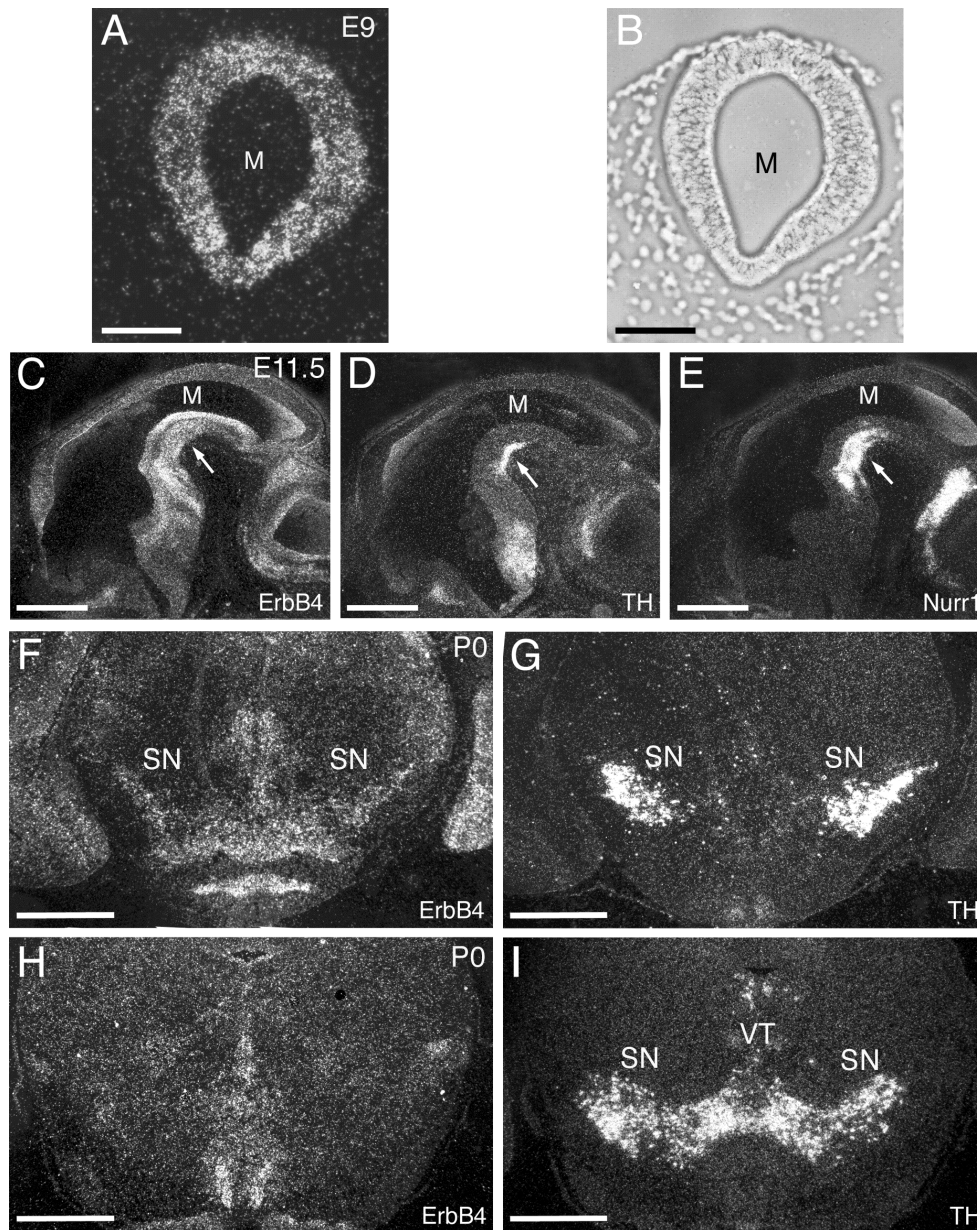 A E9
M
B
M
C E11.5
M
ErbB4
D
M
TH
E
M
Nurr1
F P0
SN SN
ErbB4
G
SN SN
TH
H P0
ErbB4
I
VT
SN SN
TH